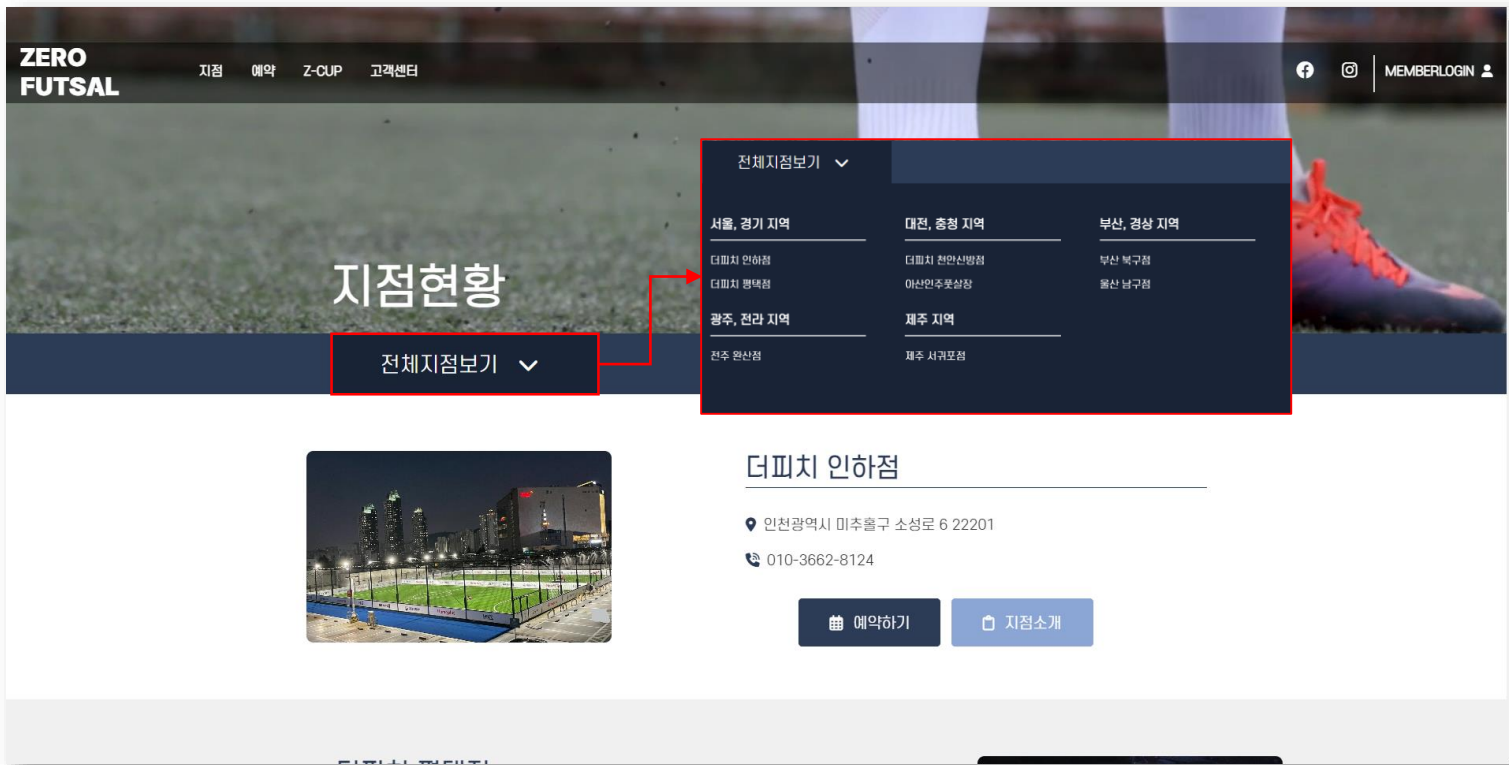 ZERO
FUTSAL
지점 예약 Z-CUP 고객센터
MEMBERLOGIN
지점현황
전체지점보기
전체지점보기
서울, 경기 지역 대전, 충청 지역 부산, 경상 지역
더피치 인하점 더피치 천안신방점 부산 북구점
더피치 평택점 아산인주풋살장 울산 남구점
광주, 전라 지역 제주 지역
전주 완산점 제주 서귀포점
더피치 인하점
인천광역시 미추홀구 소성로 6 22201
010-3662-8124
예약하기 지점소개